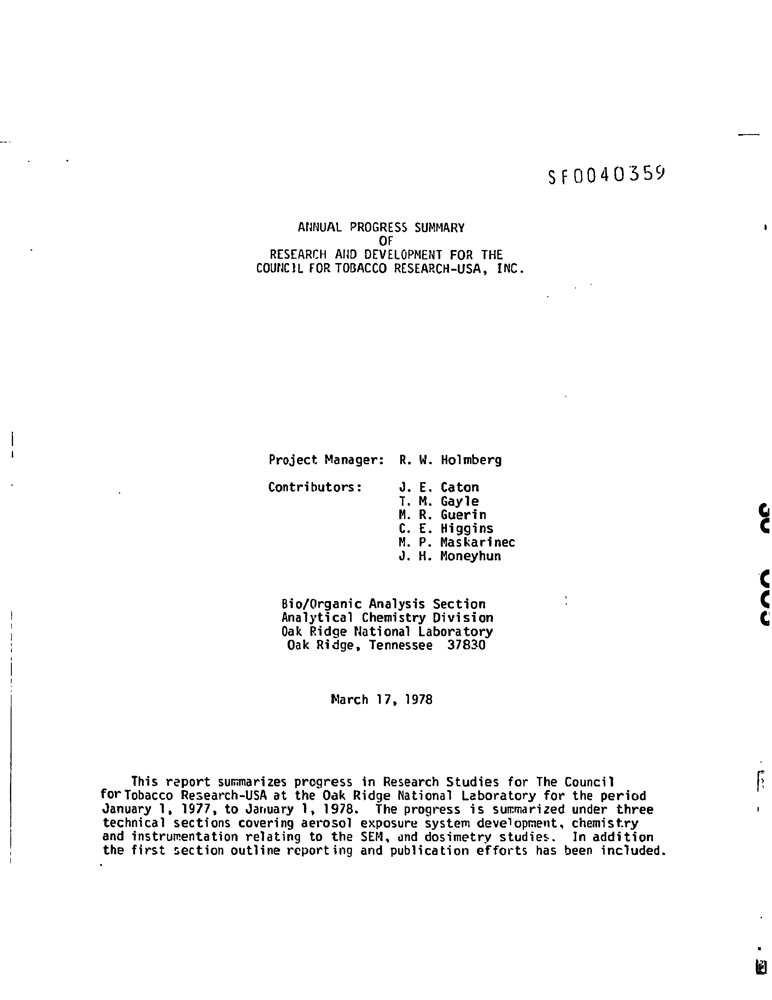 SF0040359
ANNUAL PROGRESS SUMMARY
OF
RESEARCH AND DEVELOPMENT FOR THE
COUNCIL FOR TOBACCO RESEARCH-USA, INC.
Project Manager: R. W. Holmberg
Contributors: J. E. Caton
T. M. Gayle
M. R. Guerin
C. E. Higgins
M. P. Maskarinec
J. H. Moneyhun
Bio/Organic Analysis Section
Analytical Chemistry Division
Oak Ridge National Laboratory
Oak Ridge, Tennessee 37830
March 17, 1978
This report summarizes progress in Research Studies for The Council
for Tobacco Research-USA at the Oak Ridge National Laboratory for the period
January 1, 1977, to January 1, 1978. The progress is summarized under three
technical sections covering aerosol exposure system development, chemistry
and instrumentation relating to the SEM, and dosimetry studies. In addition
the first section outline reporting and publication efforts has been included.